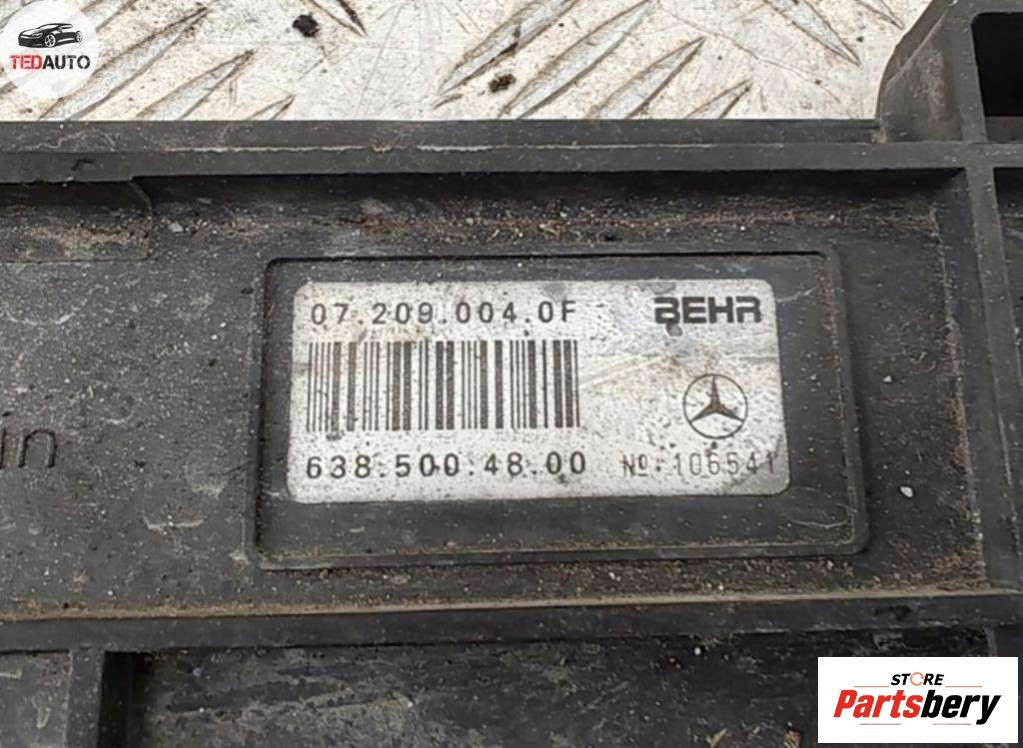 TEDAUTO
07.209.004.0F BEHR
638.500.48.00 Nº 106541
in
STORE
Partsbery